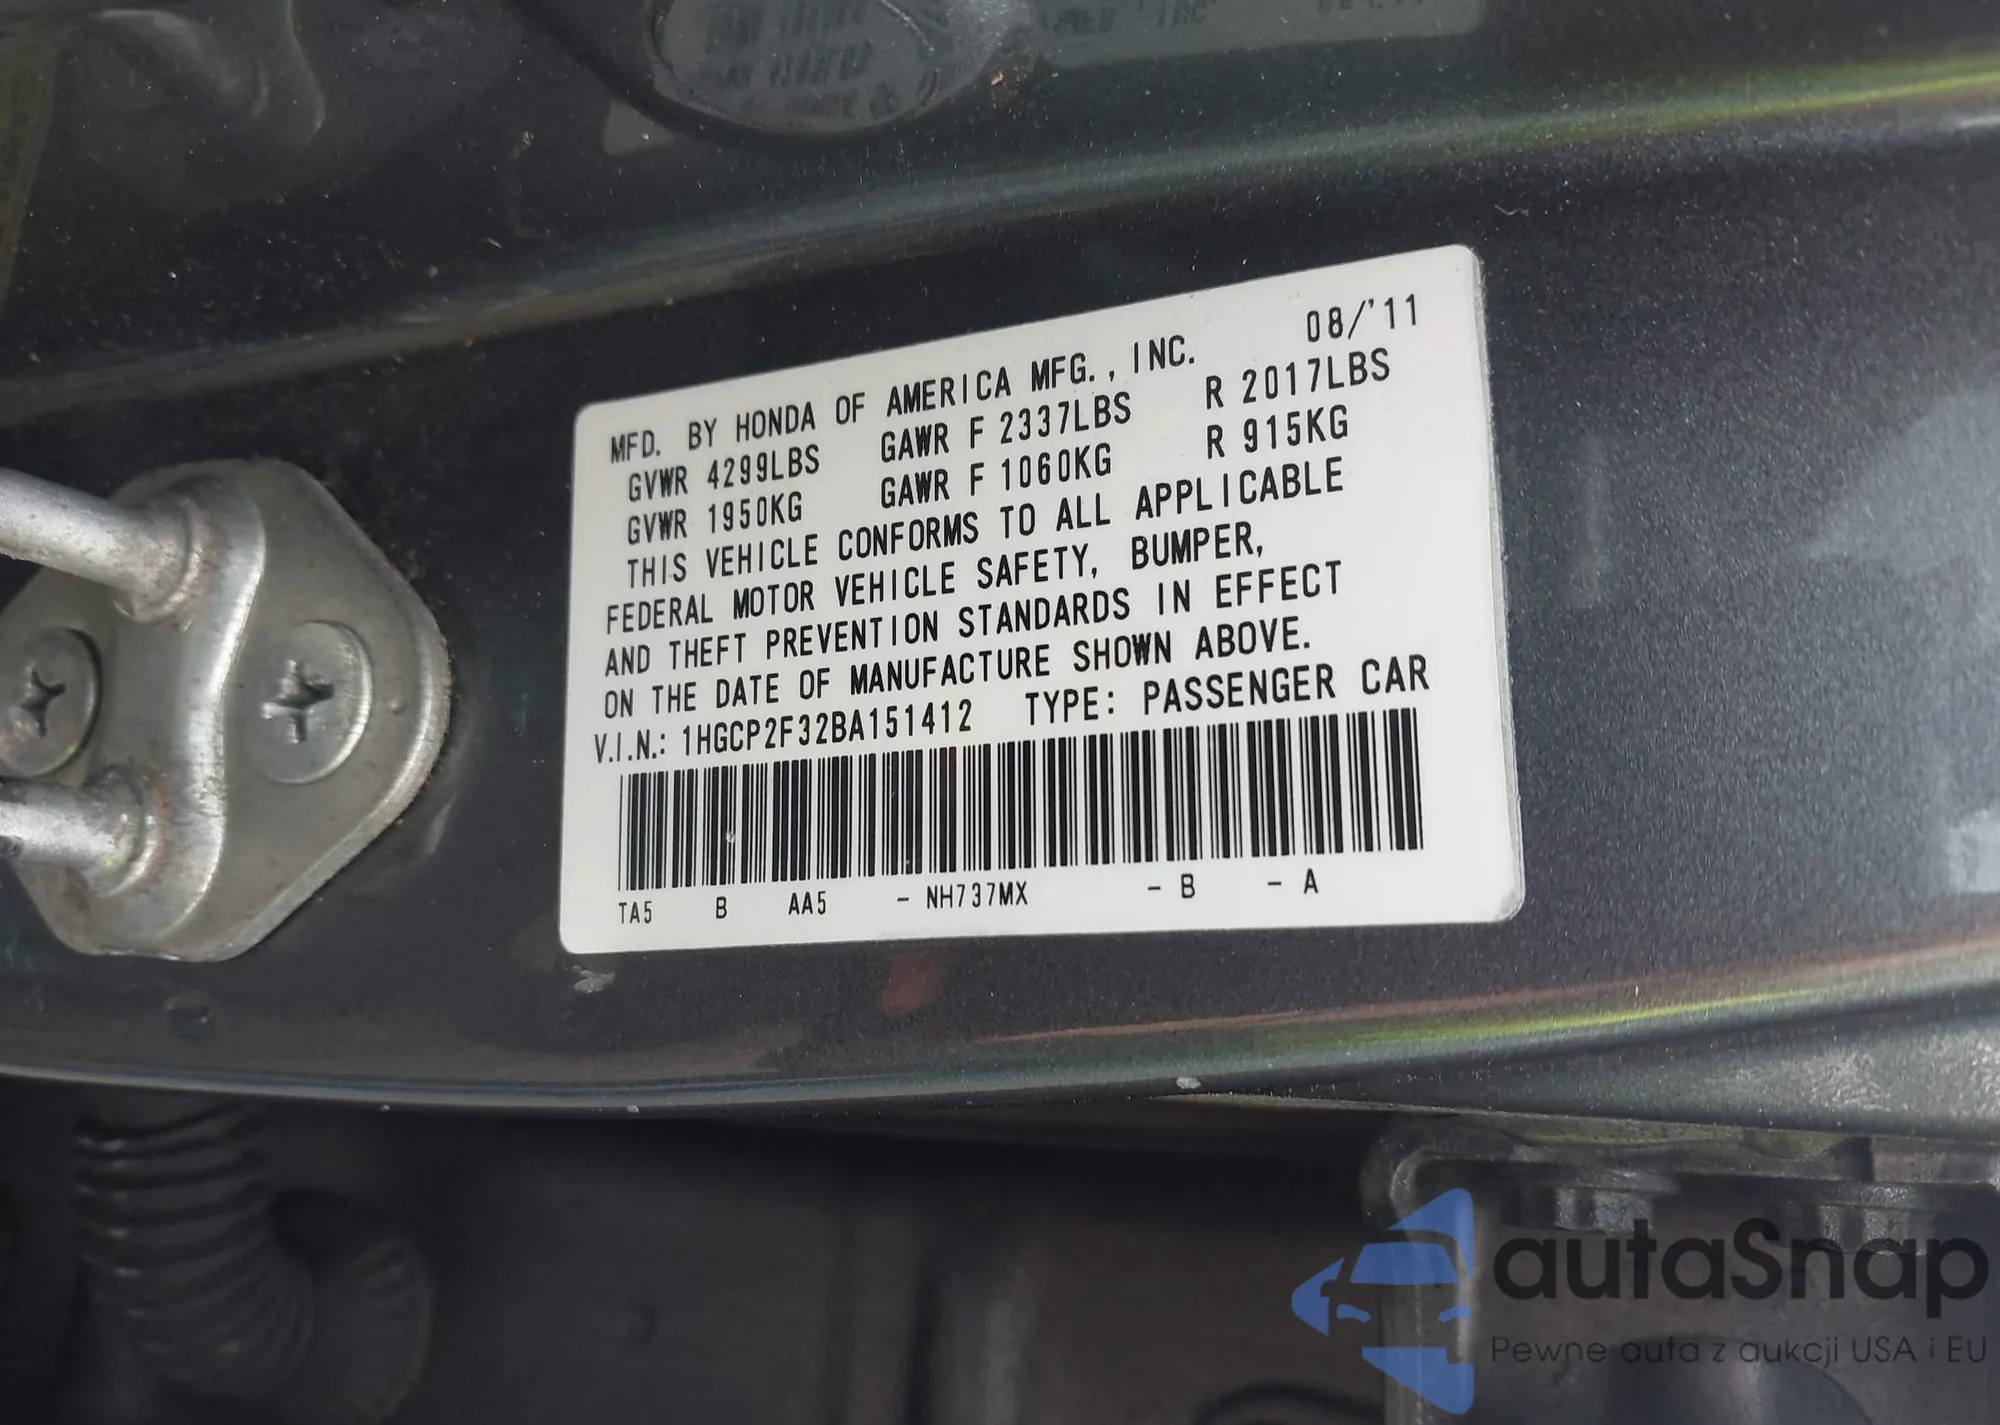 MFD. BY HONDA OF AMERICA MFG., INC. 08/'11
GVWR 4299LBS GAWR F 2337LBS R 2017LBS
GVWR 1950KG GAWR F 1060KG R 915KG
THIS VEHICLE CONFORMS TO ALL APPLICABLE
FEDERAL MOTOR VEHICLE SAFETY, BUMPER,
AND THEFT PREVENTION STANDARDS IN EFFECT
ON THE DATE OF MANUFACTURE SHOWN ABOVE.
V.I.N.: 1HGCP2F32BA151412 TYPE: PASSENGER CAR
TA5 B AA5 - NH737MX - B - A
autaSnap
Pewne auta z aukcji USA i EU